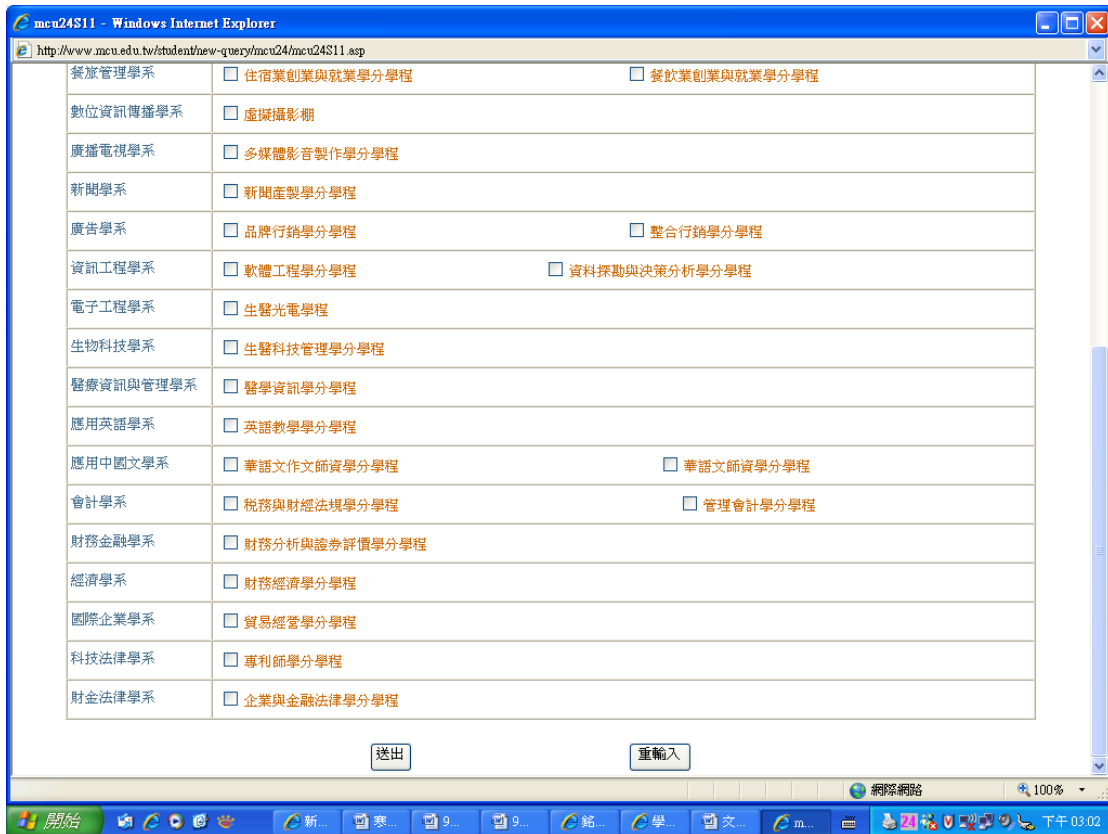 mcu24S11 - Windows Internet Explorer
http://www.mcu.edu.tw/student/new-query/mcu24/mcu24S11.asp
餐旅管理學系 住宿業創業與就業學分學程 餐飲業創業與就業學分學程
數位資訊傳播學系 虛擬攝影棚
廣播電視學系 多媒體影音製作學分學程
新聞學系 新聞產製學分學程
廣告學系 品牌行銷學分學程 整合行銷學分學程
資訊工程學系 軟體工程學分學程 資料探勘與決策分析學分學程
電子工程學系 生醫光電學程
生物科技學系 生醫科技管理學分學程
醫療資訊與管理學系 醫學資訊學分學程
應用英語學系 英語教學學分學程
應用中國文學系 華語文作文師資學分學程 華語文師資學分學程
會計學系 稅務與財經法規學分學程 管理會計學分學程
財務金融學系 財務分析與證券評價學分學程
經濟學系 財務經濟學分學程
國際企業學系 貿易經營學分學程
科技法律學系 專利師學分學程
財金法律學系 企業與金融法律學分學程
送出 重輸入
網際網路 100%
開始 新... 寒... 9... 9... 銘... 學... 文... m... 24 下午 03:02